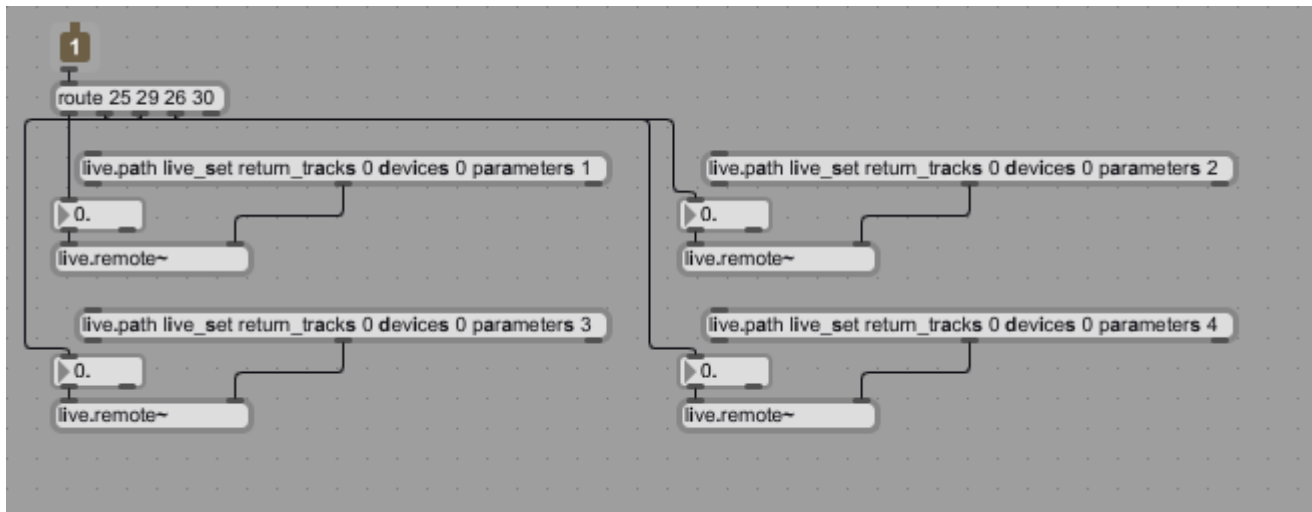 1
route 25 29 26 30
live.path live_set return_tracks 0 devices 0 parameters 1
live.path live_set return_tracks 0 devices 0 parameters 2
0.
0.
live.remote~
live.remote~
live.path live_set return_tracks 0 devices 0 parameters 3
live.path live_set return_tracks 0 devices 0 parameters 4
0.
0.
live.remote~
live.remote~